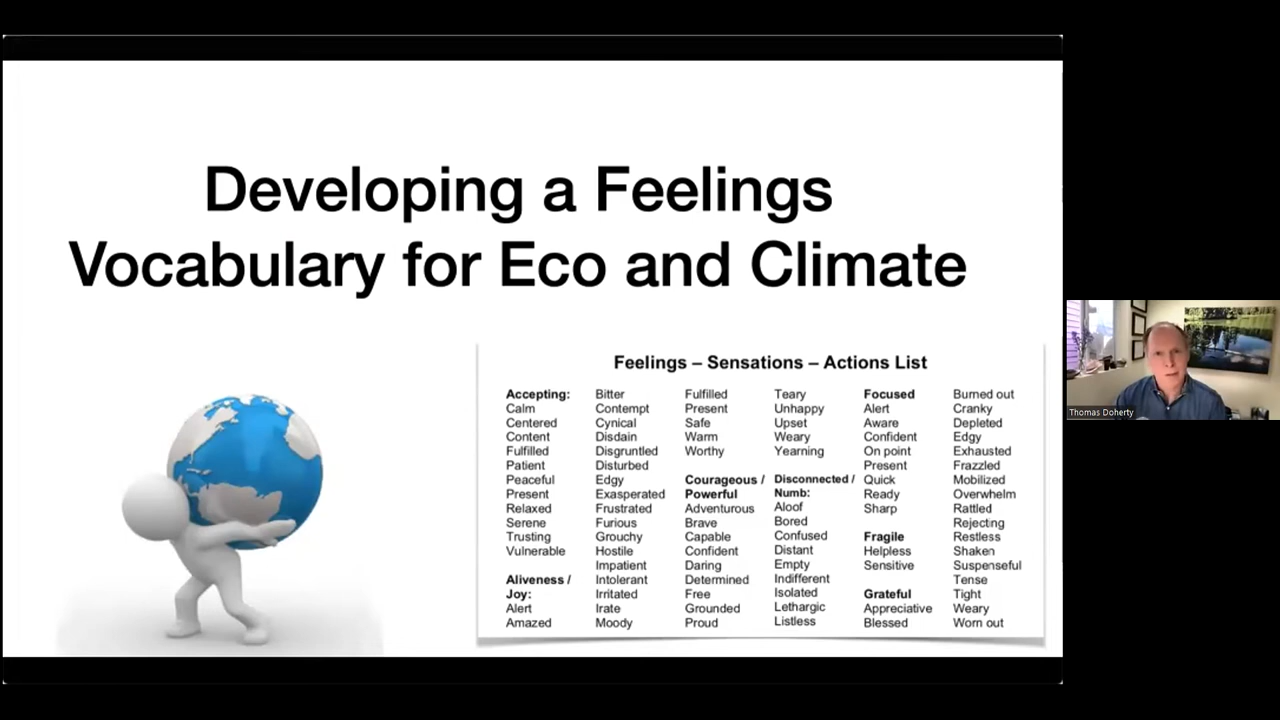 Developing a Feelings
Vocabulary for Eco and Climate
Feelings – Sensations – Actions List
Accepting:
Calm
Centered
Content
Fulfilled
Patient
Peaceful
Present
Relaxed
Serene
Trusting
Vulnerable
Aliveness /
Joy:
Alert
Amazed
Bitter
Contempt
Cynical
Disdain
Disgruntled
Disturbed
Edgy
Exasperated
Frustrated
Furious
Grouchy
Hostile
Impatient
Intolerant
Irritated
Irate
Moody
Fulfilled
Present
Safe
Warm
Worthy
Courageous /
Powerful
Adventurous
Brave
Capable
Confident
Daring
Determined
Free
Grounded
Proud
Teary
Unhappy
Upset
Weary
Yearning
Disconnected /
Numb:
Aloof
Bored
Confused
Distant
Empty
Indifferent
Isolated
Lethargic
Listless
Focused
Alert
Aware
Confident
On point
Present
Quick
Ready
Sharp
Fragile
Helpless
Sensitive
Grateful
Appreciative
Blessed
Burned out
Cranky
Depleted
Edgy
Exhausted
Frazzled
Mobilized
Overwhelm
Rattled
Rejecting
Restless
Shaken
Suspenseful
Tense
Tight
Weary
Worn out
Thomas Doherty